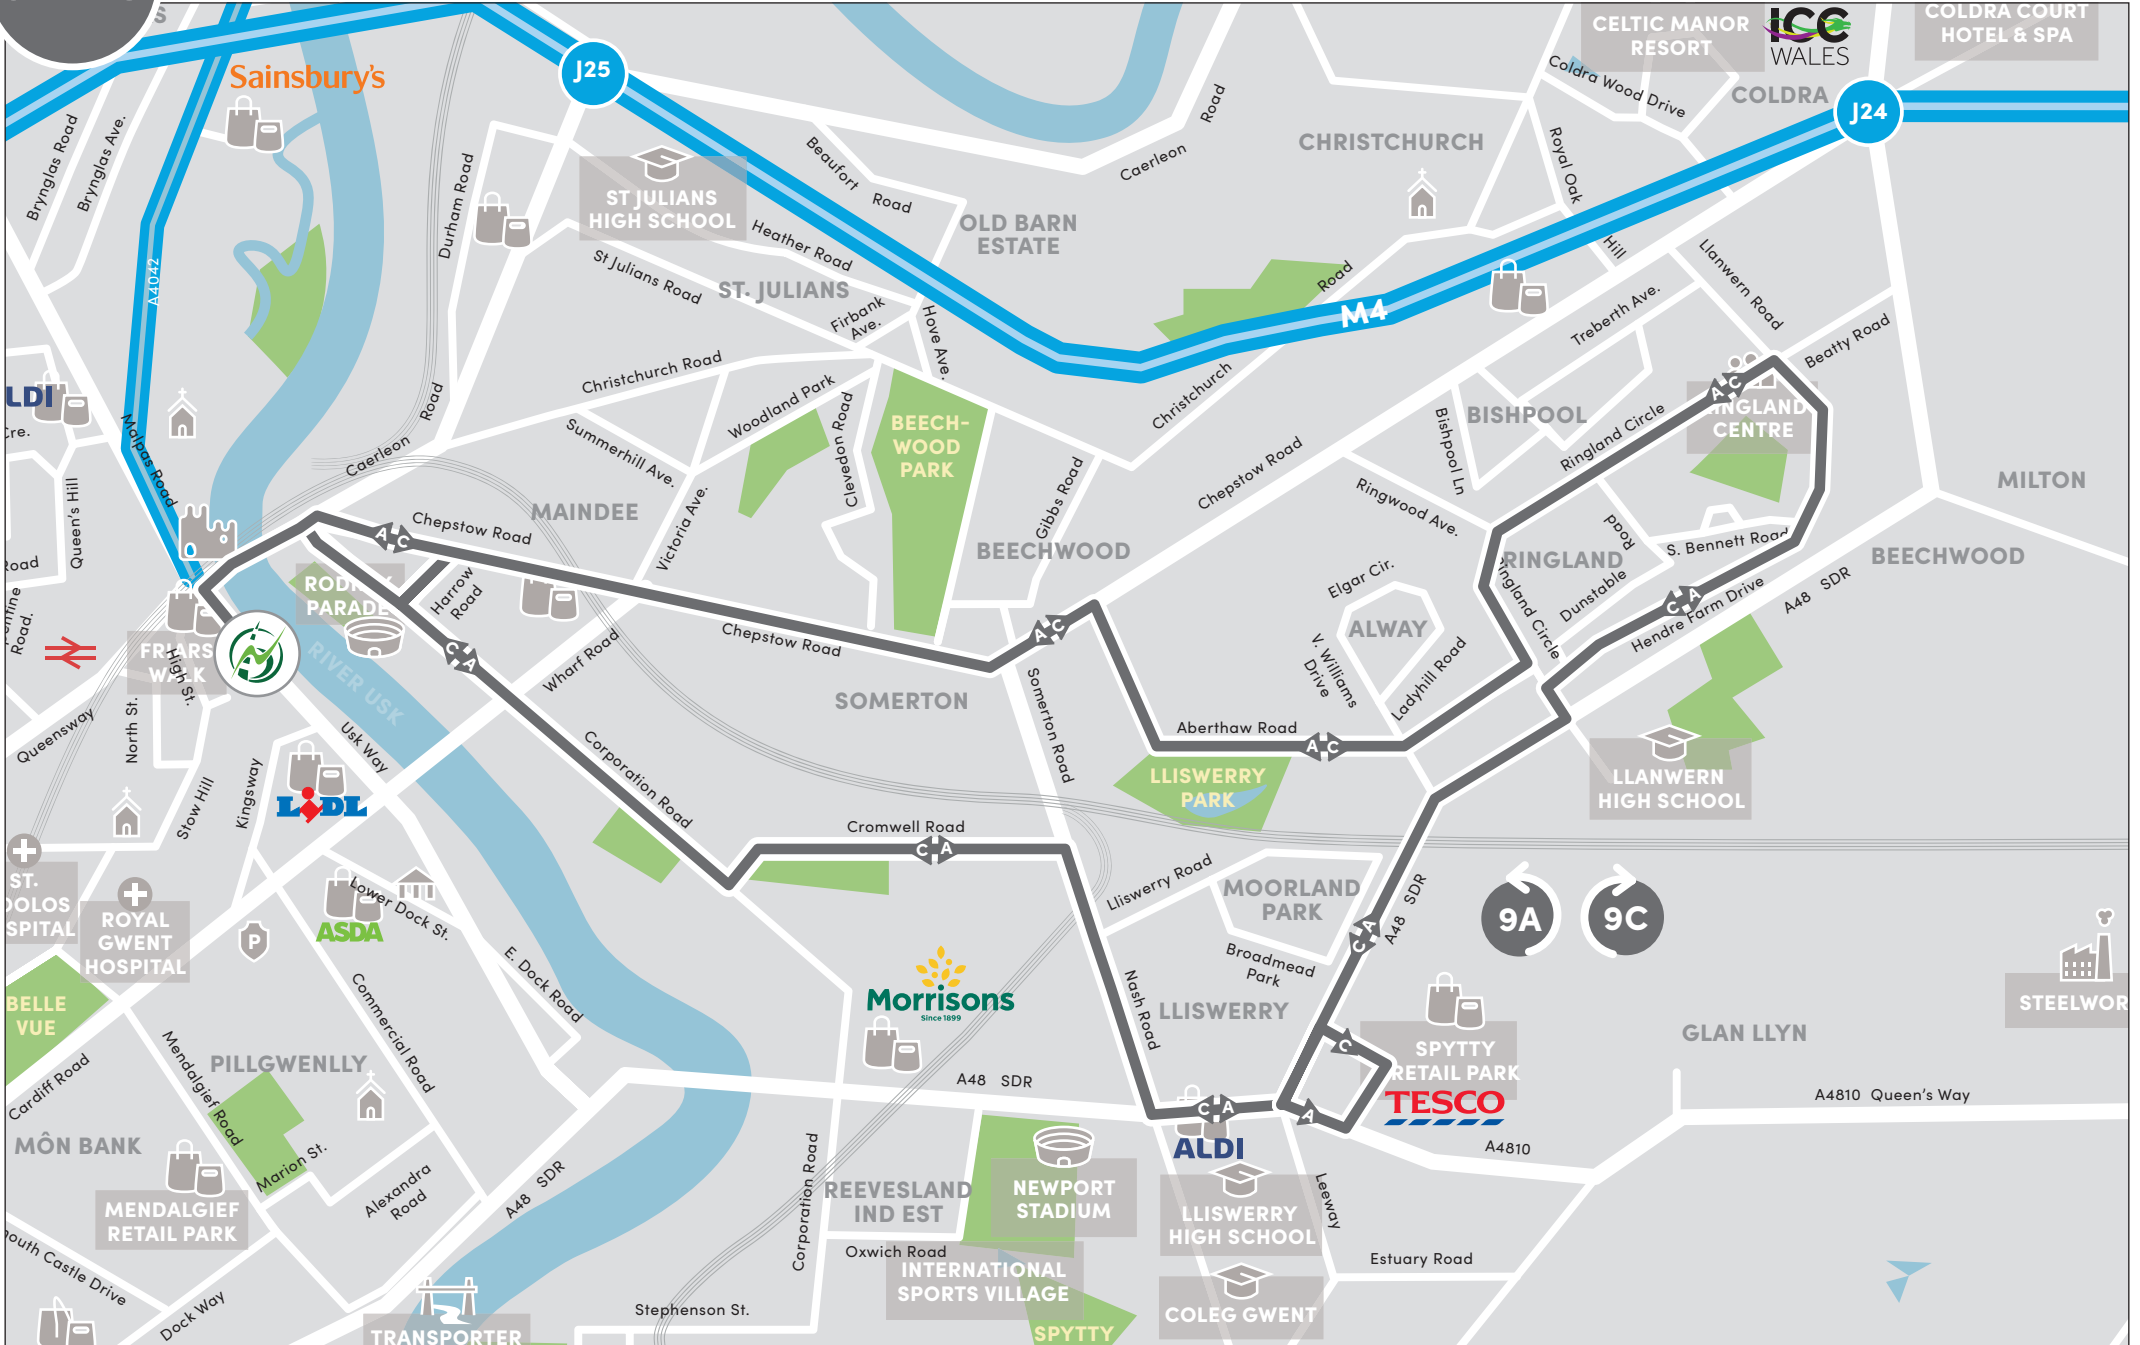 S
Sainsbury's
J25
CELTIC MANOR
RESORT
ICC
WALES
COLDRA COURT
HOTEL & SPA
COLDRA
J24
Coldra Wood Drive
Brynglas Road
Brynglas Ave.
Durham Road
ST JULIANS
HIGH SCHOOL
Beaufort
Road
Caerleon
Road
CHRISTCHURCH
Royal Oak
Hill
OLD BARN
ESTATE
Heather Road
St Julians Road
ST. JULIANS
Firbank
Ave.
Hove Ave.
Christchurch
Road
M4
Llanwern Road
Treberth Ave.
Beatty Road
A4042
LDI
Cre.
Malpas Road
Queen's Hill
Road
Caerleon
Road
Christchurch Road
Summerhill Ave.
Woodland Park
Clevedon Road
Victoria Ave.
BEECH-
WOOD
PARK
MAINDEE
Gibbs Road
BEECHWOOD
Chepstow Road
Bishpool Ln
BISHPOOL
Ringland Circle
A C
RINGLAND
CENTRE
Ringwood Ave.
MILTON
A C
Chepstow Road
RODNEY
PARADE
Harrow
Road
RINGLAND
Road
Dunstable
S. Bennett Road
BEECHWOOD
Elgar Cir.
ALWAY
V. Williams
Drive
Ladyhill Road
Ringland Circle
C A
Hendre Farm Drive
A48 SDR
Road.
FRIARS
WALK
High St.
RIVER USK
C A
Wharf Road
Chepstow Road
A C
Queensway
North St.
Usk Way
SOMERTON
Somerton Road
Aberthaw Road
A C
LLISWERRY
PARK
LLANWERN
HIGH SCHOOL
Stow Hill
Kingsway
LIDL
Corporation Road
Cromwell Road
C A
Lliswerry Road
MOORLAND
PARK
Broadmead
Park
A48 SDR
C A
9A
9C
ST.
OLOS
SPITAL
ROYAL
GWENT
HOSPITAL
P
ASDA
Lower Dock St.
E. Dock Road
Commercial Road
Morrisons
Since 1899
Nash Road
LLISWERRY
STEELWOR
BELLE
VUE
Cardiff Road
PILLGWENLLY
Mendalgief Road
A48 SDR
C
SPYTTY
RETAIL PARK
TESCO
A
GLAN LLYN
A4810 Queen's Way
MÔN BANK
Marion St.
Alexandra
Road
A48 SDR
C A
ALDI
A4810
MENDALGIEF
RETAIL PARK
Corporation Road
REEVESLAND
IND EST
NEWPORT
STADIUM
LLISWERRY
HIGH SCHOOL
Leeway
mouth Castle Drive
Dock Way
Oxwich Road
INTERNATIONAL
SPORTS VILLAGE
Estuary Road
COLEG GWENT
TRANSPORTER
Stephenson St.
SPYTTY